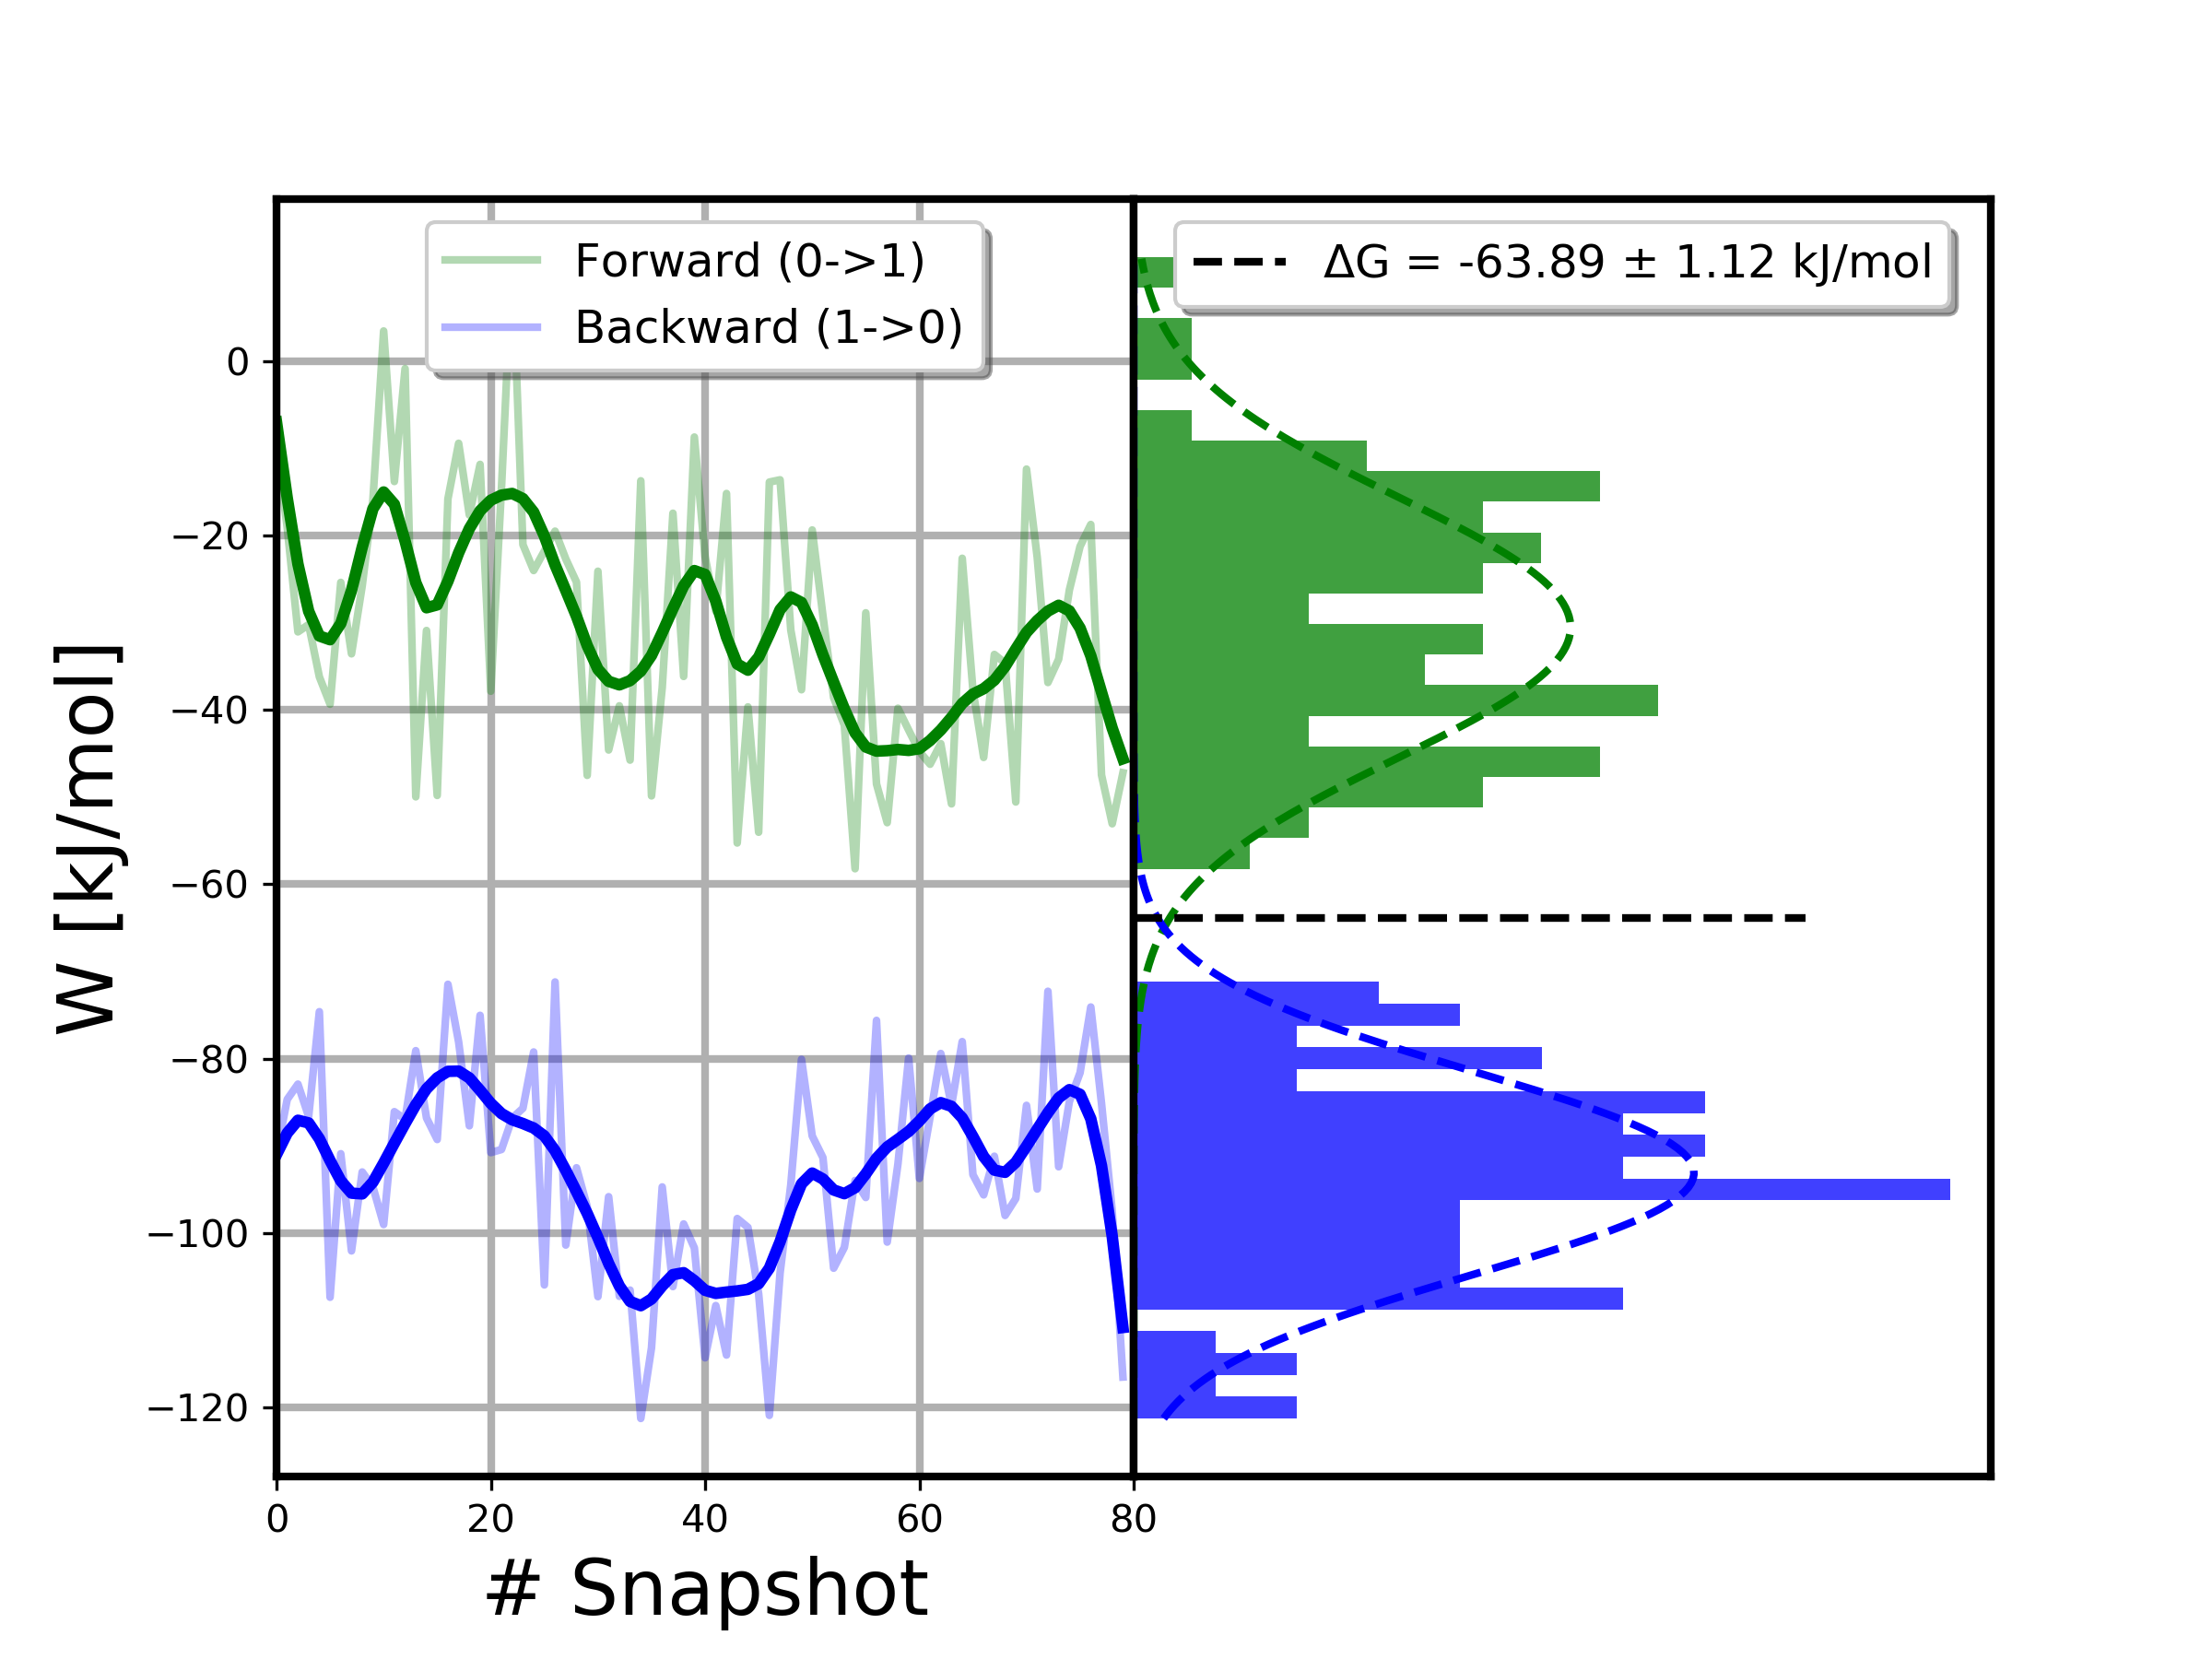 Forward (0->1)
Backward (1->0)
ΔG = -63.89 ± 1.12 kJ/mol
W [kJ/mol]
0
−20
−40
−60
−80
−100
−120
0 20 40 60 80
# Snapshot